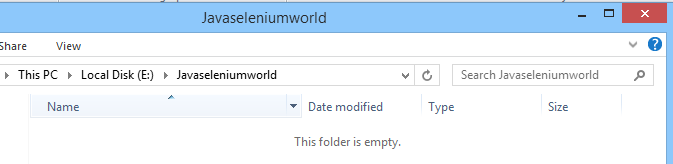 Javaseleniumworld
Share View
This PC Local Disk (E:) Javaseleniumworld Search Javaseleniumworld
Name Date modified Type Size
This folder is empty.